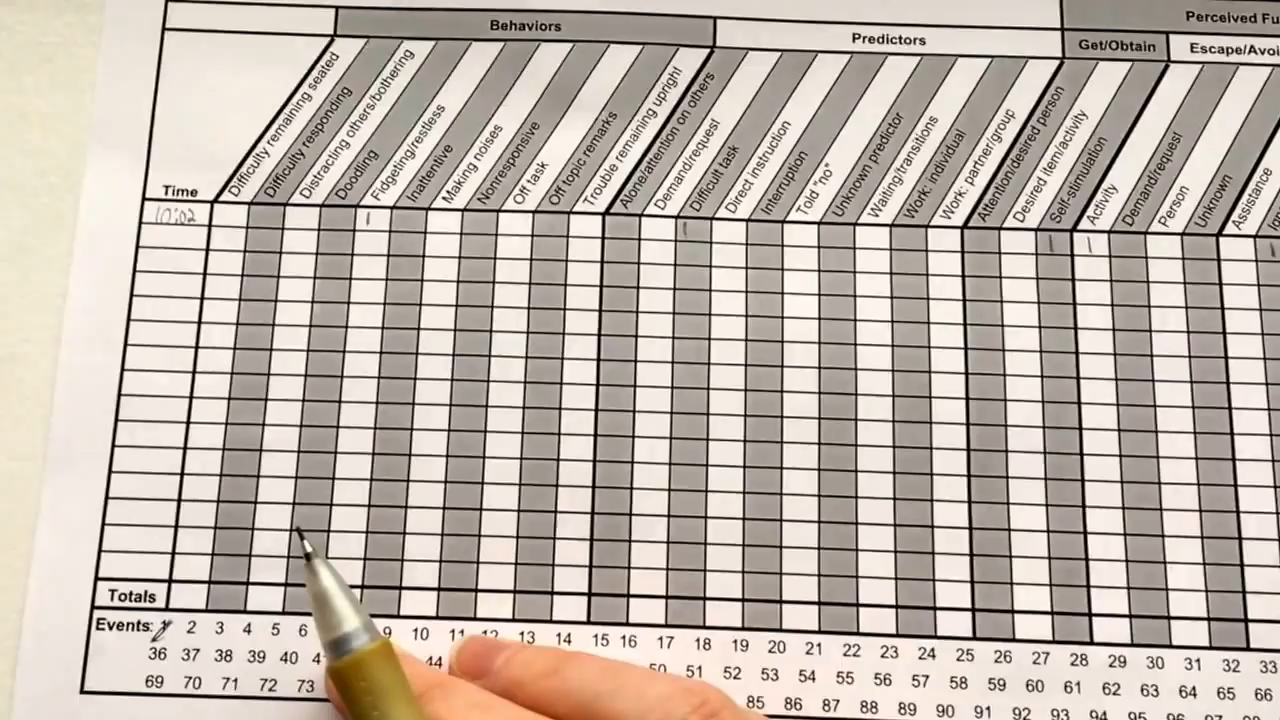 Perceived Fu
Behaviors
Predictors
Get/Obtain
Escape/Avoi
Time
Difficulty remaining seated
Difficulty responding
Distracting others/bothering
Doodling
Fidgeting/restless
Inattentive
Making noises
Nonresponsive
Off task
Off topic remarks
Trouble remaining upright
Alone/attention on others
Demand/request
Difficult task
Direct instruction
Interruption
Told "no"
Unknown predictor
Waiting/transitions
Work: individual
Work: partner/group
Attention/desired person
Desired item/activity
Self-stimulation
Activity
Demand/request
Person
Unknown
Assistance
10:02
Totals
Events: 1 2 3 4 5 6 9 10 11 12 13 14 15 16 17 18 19 20 21 22 23 24 25 26 27 28 29 30 31 32 33
36 37 38 39 40 44 50 51 52 53 54 55 56 57 58 59 60 61 62 63 64 65 66
69 70 71 72 73 85 86 87 88 89 90 91 92 93 94 95 96 97